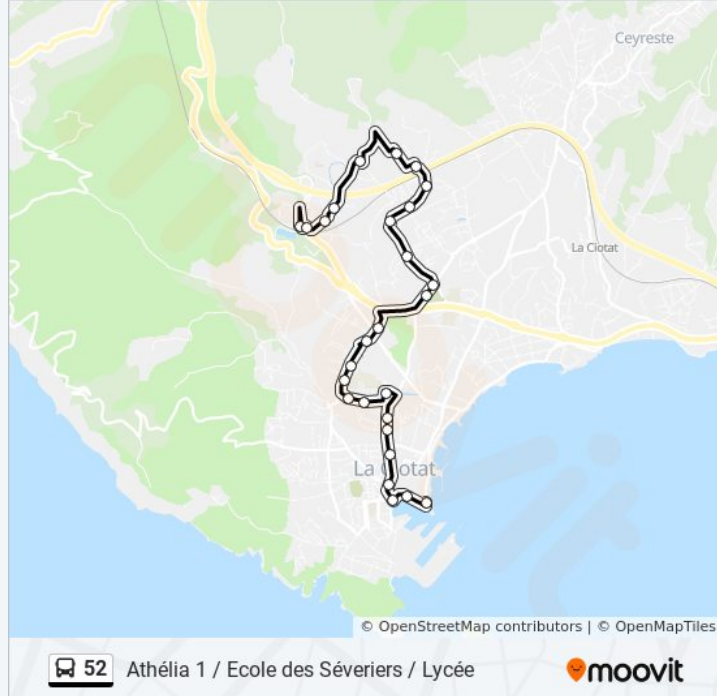 Ceyreste
La Ciotat
La Ciotat
© OpenStreetMap contributors | © OpenMapTiles
52 Athélia 1 / Ecole des Séveriers / Lycée
moovit